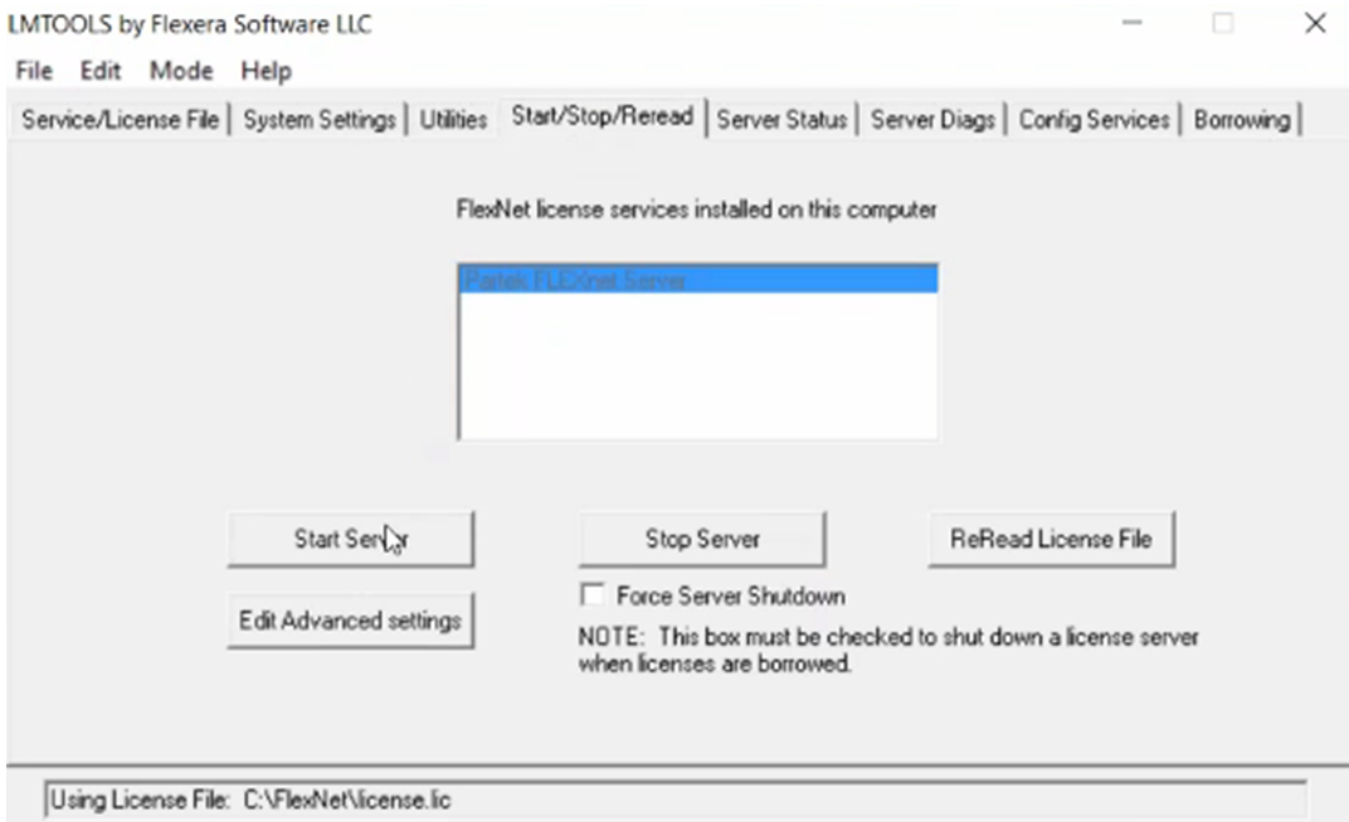 LMTOOLS by Flexera Software LLC
File Edit Mode Help
Service/License File System Settings Utilities Start/Stop/Reread Server Status Server Diags Config Services Borrowing
FlexNet license services installed on this computer
Partek FLEXnet Server
Start Server Stop Server ReRead License File
Force Server Shutdown
Edit Advanced settings
NOTE: This box must be checked to shut down a license server
when licenses are borrowed.
Using License File: C:\FlexNet\license.lic